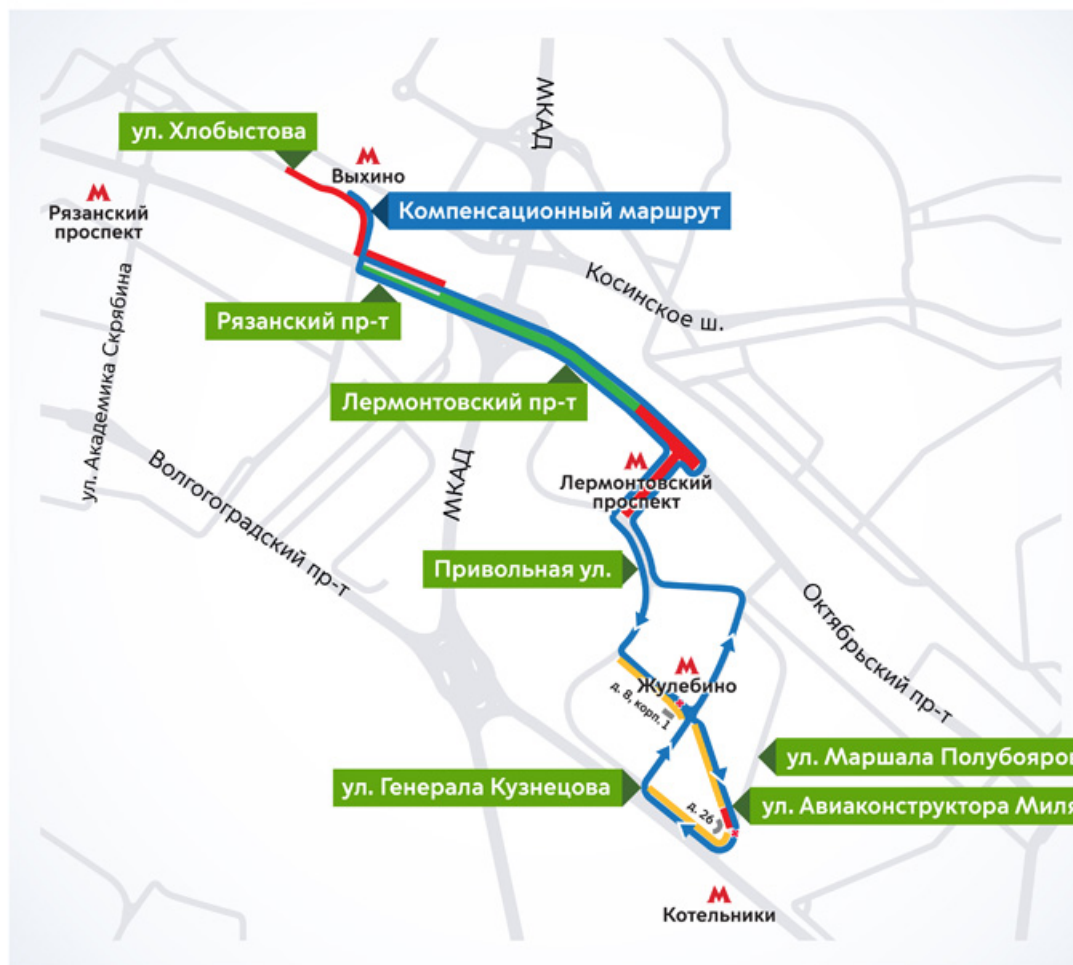 МКАД
ул. Хлобыстова
М
Выхино
М
Рязанский
проспект
Компенсационный маршрут
Косинское ш.
ул. Академика Скрябина
Рязанский пр-т
Лермонтовский пр-т
Волгогоградский пр-т
МКАД
М
Лермонтовский
проспект
Привольная ул.
Октябрьский пр-т
М
Жулебино
д. 8, корп. 1
ул. Маршала Полубояров
ул. Генерала Кузнецова
ул. Авиаконструктора Миля
д. 26
М
Котельники